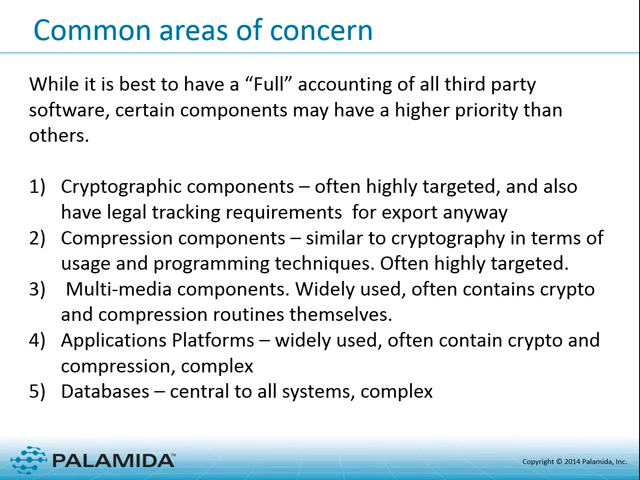 Common areas of concern
While it is best to have a “Full” accounting of all third party
software, certain components may have a higher priority than
others.
1) Cryptographic components – often highly targeted, and also
have legal tracking requirements  for export anyway
2) Compression components – similar to cryptography in terms of
usage and programming techniques. Often highly targeted.
3)  Multi-media components. Widely used, often contains crypto
and compression routines themselves.
4) Applications Platforms – widely used, often contain crypto and
compression, complex
5) Databases – central to all systems, complex
PALAMIDA™
Copyright © 2014 Palamida, Inc.